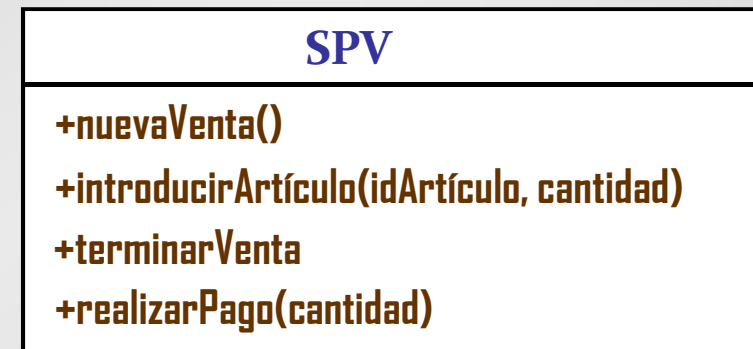 SPV
+nuevaVenta()
+introducirArtículo(idArtículo, cantidad)
+terminarVenta
+realizarPago(cantidad)